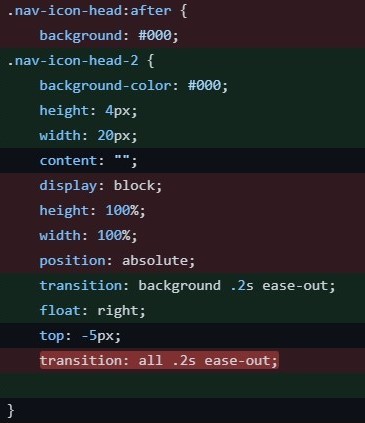 .nav-icon-head:after {
background: #000;
.nav-icon-head-2 {
background-color: #000;
height: 4px;
width: 20px;
content: "";
display: block;
height: 100%;
width: 100%;
position: absolute;
transition: background .2s ease-out;
float: right;
top: -5px;
transition: all .2s ease-out;
}